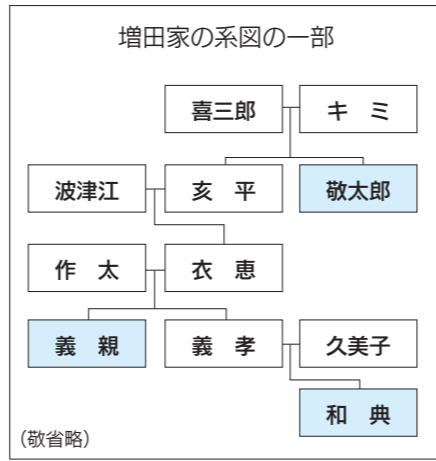 増田家の系図の一部
喜三郎 キ ミ
波津江 亥 平 敬太郎
作 太 衣 恵
義 親 義 孝 久美子
和 典
(敬省略)